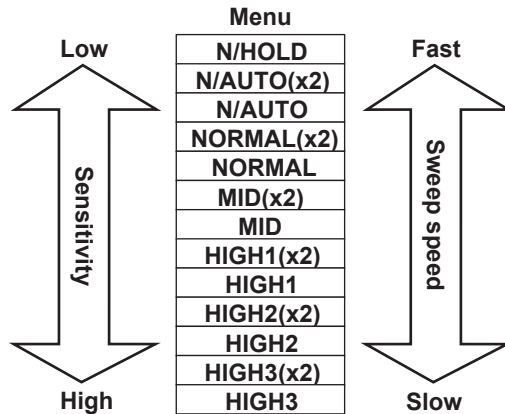 Menu
Low
Fast
N/HOLD
N/AUTO(x2)
N/AUTO
NORMAL(x2)
NORMAL
MID(x2)
MID
HIGH1(x2)
HIGH1
HIGH2(x2)
HIGH2
HIGH3(x2)
HIGH3
Sensitivity
Sweep speed
High
Slow